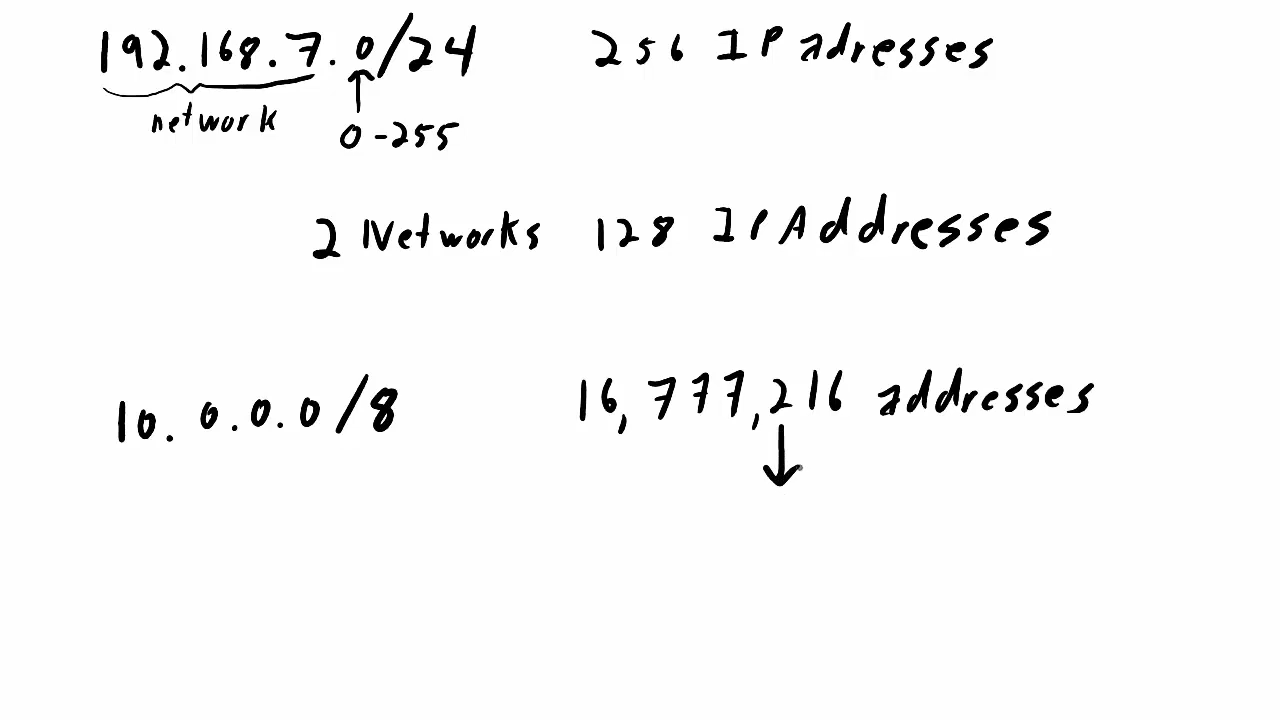 192.168.7.0/24 256 IP adresses
network
0-255
2 Networks 128 IP Addresses
10.0.0.0/8 16,777,216 addresses